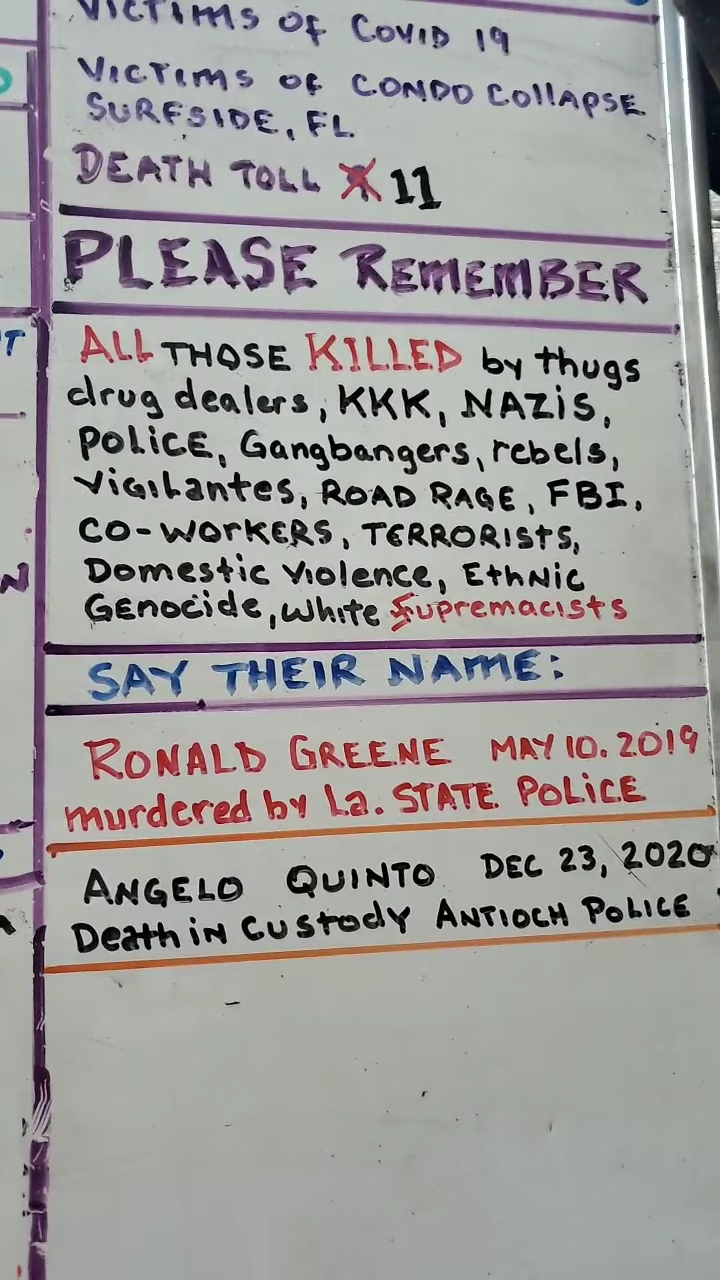 VICTIMS OF COVID 19
VICTIMS OF CONDO COllAPSE
SURFSIDE, FL
DEATH TOLL 11
PLEASE REMEMBER
ALL THOSE KILLED by thugs
drug dealers, KKK, NAZIS,
POLICE, Gangbangers, rebels,
Vigilantes, ROAD RAGE, FBI,
CO-WORKERS, TERRORISTS,
Domestic Violence, Ethnic
Genocide, White Supremacists
SAY THEIR NAME:
RONALD GREENE MAY 10. 2019
murdered by La. STATE POLICE
ANGELO QUINTO DEC 23, 2020
Death in Custody ANTIOCH POLICE